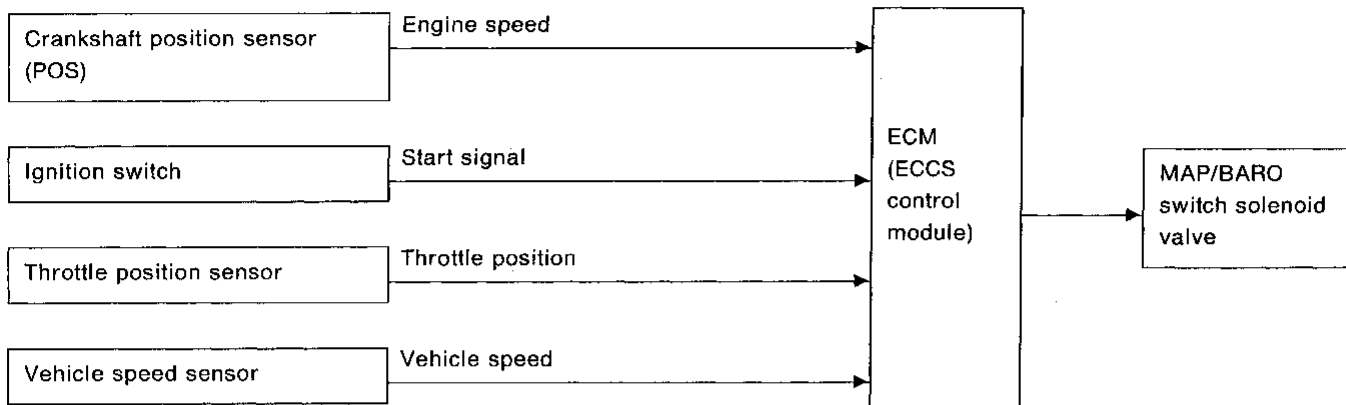 Crankshaft position sensor
(POS)
Engine speed
Ignition switch
Start signal
Throttle position sensor
Throttle position
Vehicle speed sensor
Vehicle speed
ECM
(ECCS
control
module)
MAP/BARO
switch solenoid
valve